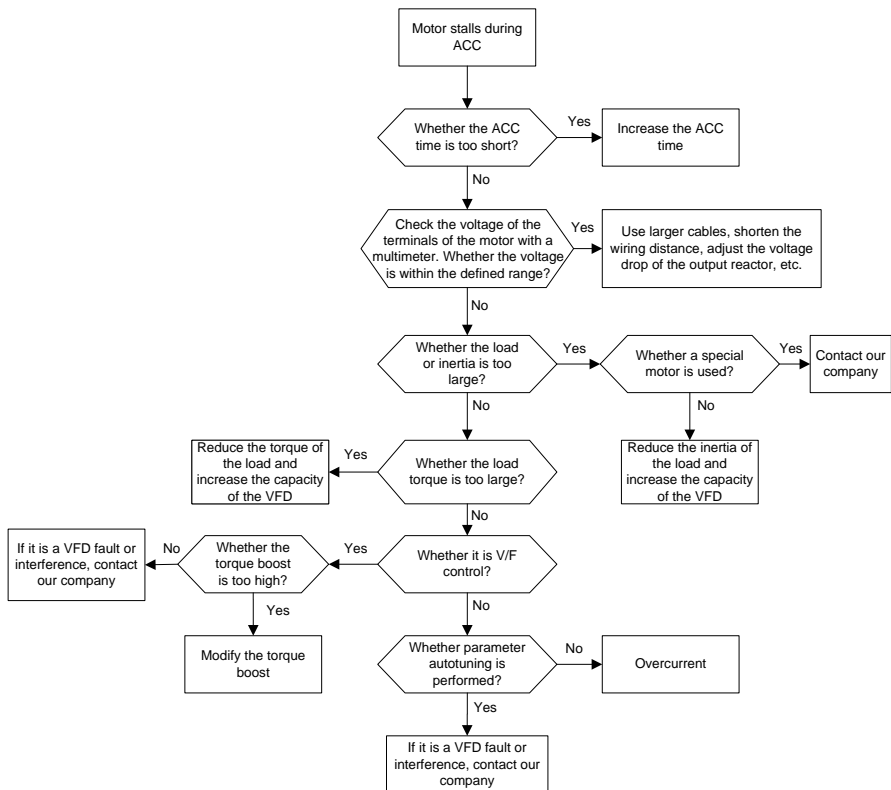 Motor stalls during
ACC
Whether the ACC
time is too short?
Yes
Increase the ACC
time
No
Check the voltage of the
terminals of the motor with a
multimeter. Whether the voltage
is within the defined range?
Yes
Use larger cables, shorten the
wiring distance, adjust the voltage
drop of the output reactor, etc.
No
Whether the load
or inertia is too
large?
Yes
Whether a special
motor is used?
Yes
Contact our
company
No
No
Reduce the inertia of
the load and
increase the capacity
of the VFD
Reduce the torque of
the load and
increase the capacity
of the VFD
Yes
Whether the load
torque is too large?
No
If it is a VFD fault or
interference, contact
our company
No
Whether the
torque boost
is too high?
Yes
Whether it is V/F
control?
Yes
No
Modify the torque
boost
Whether parameter
autotuning is
performed?
No
Overcurrent
Yes
If it is a VFD fault or
interference, contact our
company